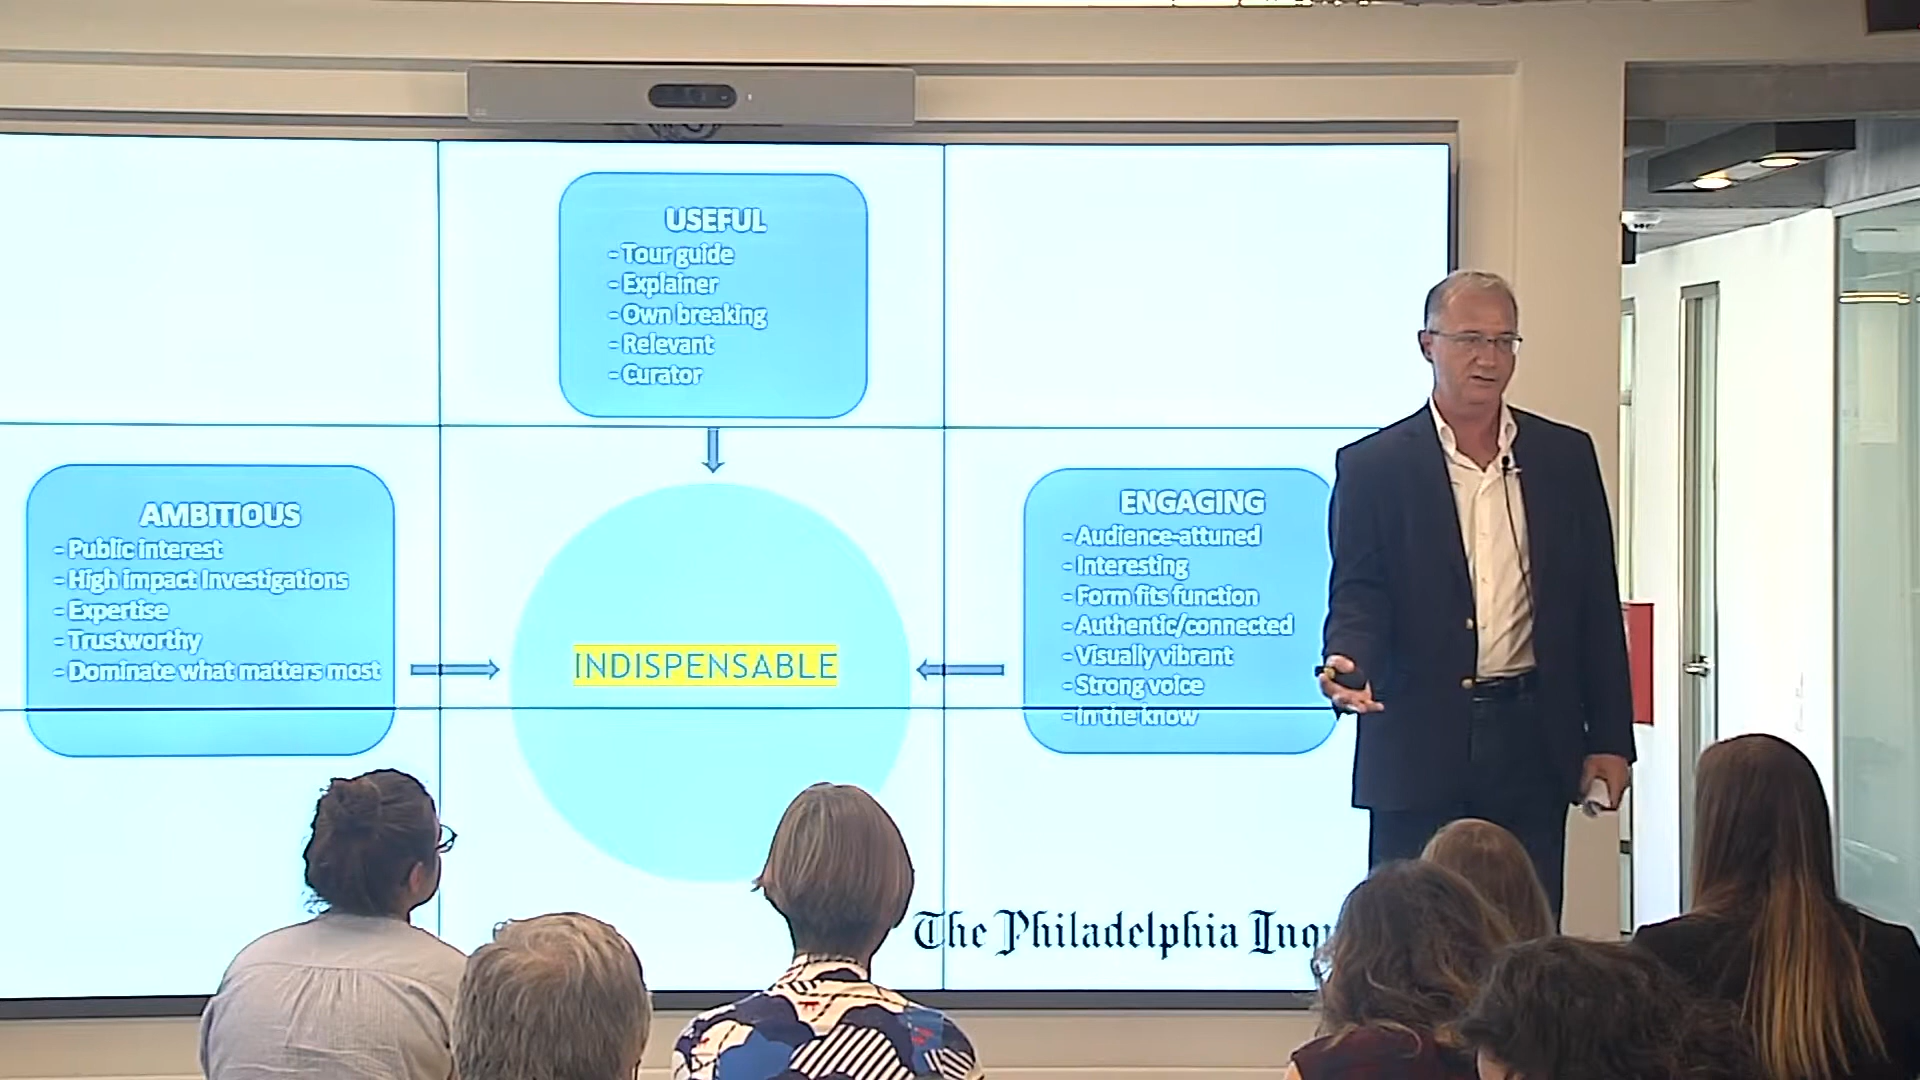 USEFUL
- Tour guide
- Explainer
- Own breaking
- Relevant
- Curator
AMBITIOUS
- Public interest
- High impact Investigations
- Expertise
- Trustworthy
- Dominate what matters most
INDISPENSABLE
ENGAGING
- Audience-attuned
- Interesting
- Form fits function
- Authentic/connected
- Visually vibrant
- Strong voice
- In the know
The Philadelphia